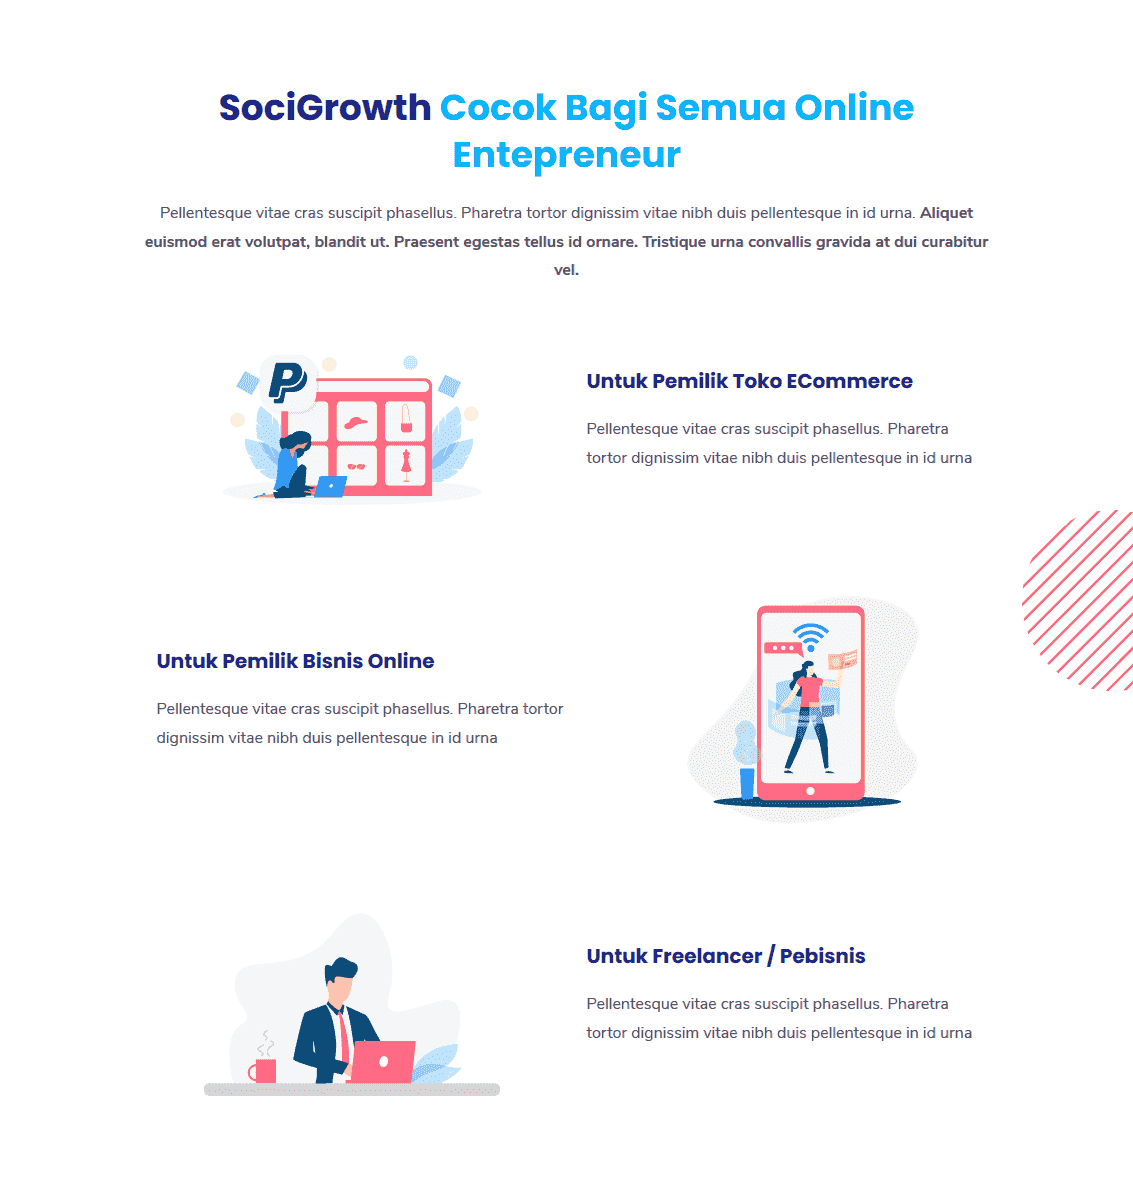 SociGrowth Cocok Bagi Semua Online
Entepreneur
Pellentesque vitae cras suscipit phasellus. Pharetra tortor dignissim vitae nibh duis pellentesque in id urna. Aliquet
euismod erat volutpat, blandit ut. Praesent egestas tellus id ornare. Tristique urna convallis gravida at dui curabitur
vel.
Untuk Pemilik Toko ECommerce
Pellentesque vitae cras suscipit phasellus. Pharetra
tortor dignissim vitae nibh duis pellentesque in id urna
Untuk Pemilik Bisnis Online
Pellentesque vitae cras suscipit phasellus. Pharetra tortor
dignissim vitae nibh duis pellentesque in id urna
Untuk Freelancer / Pebisnis
Pellentesque vitae cras suscipit phasellus. Pharetra
tortor dignissim vitae nibh duis pellentesque in id urna